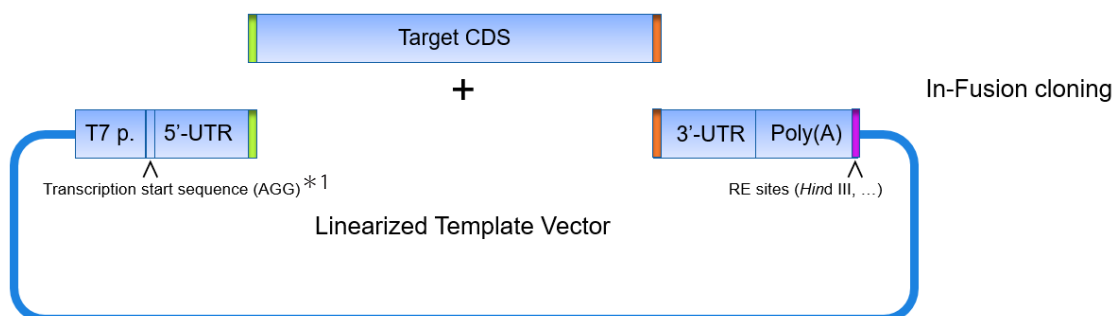 Target CDS
+
In-Fusion cloning
T7 p.
5'-UTR
3'-UTR
Poly(A)
Transcription start sequence (AGG)＊1
RE sites (Hind III, ...)
Linearized Template Vector